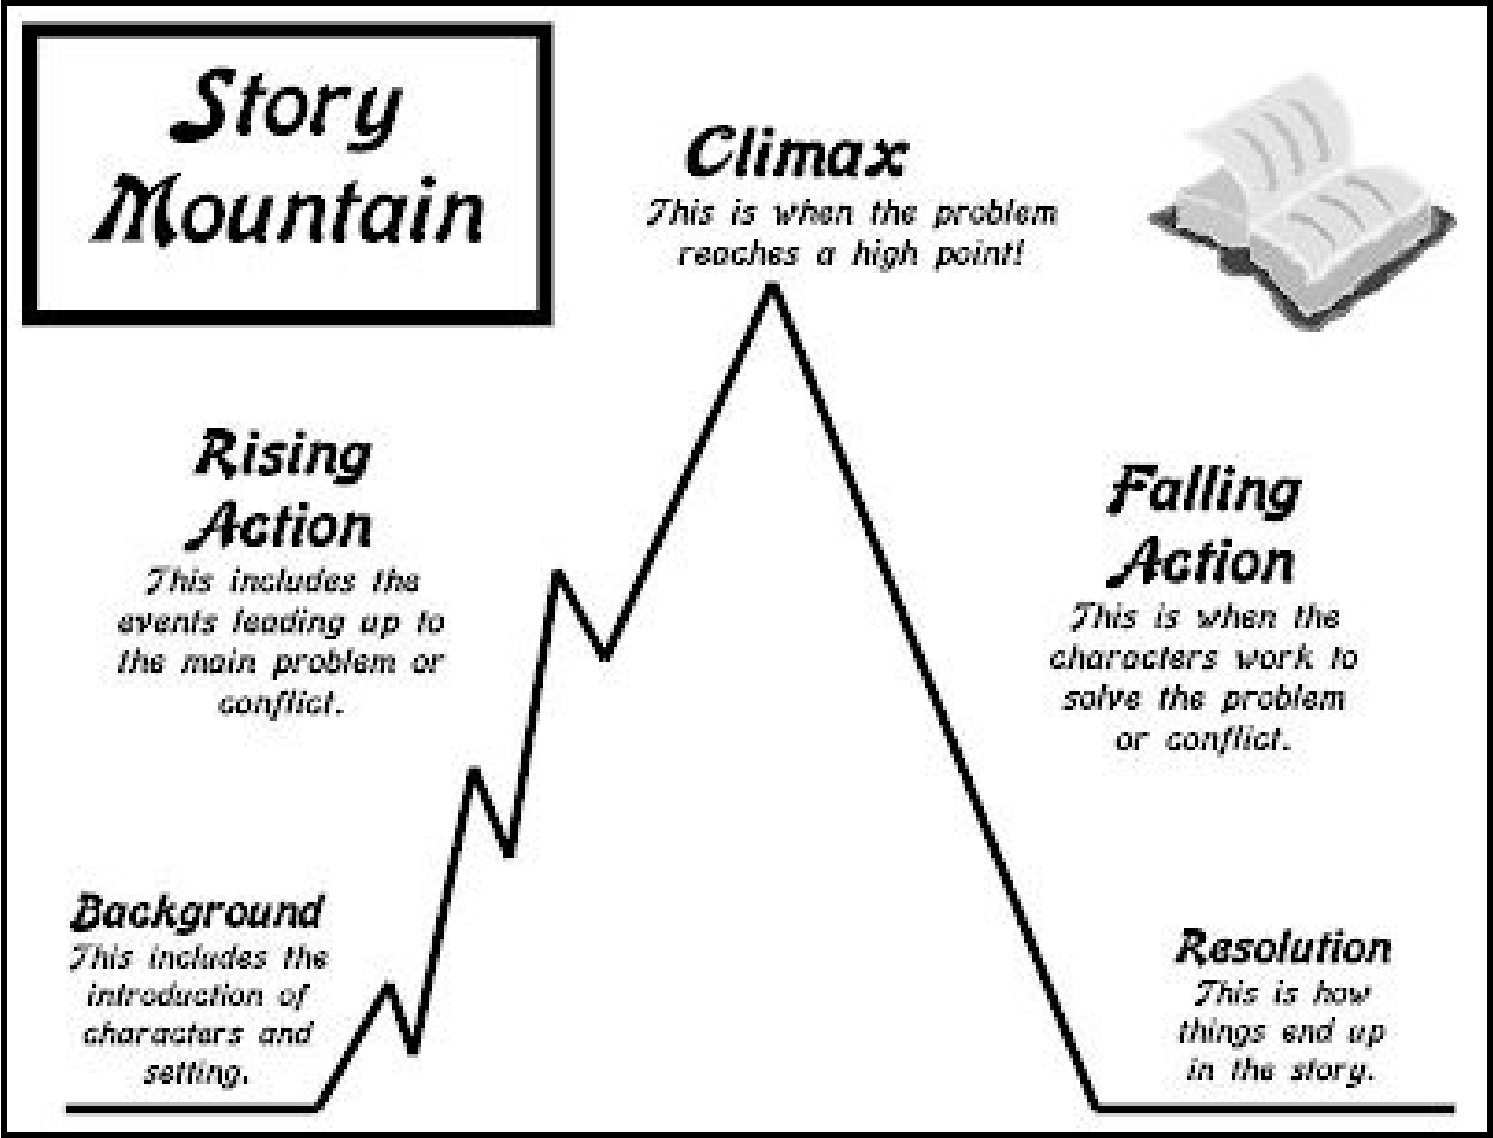 Story
Mountain
Climax
This is when the problem
reaches a high point!
Rising
Action
This includes the
events leading up to
the main problem or
conflict.
Falling
Action
This is when the
characters work to
solve the problem
or conflict.
Background
This includes the
introduction of
characters and
setting.
Resolution
This is how
things end up
in the story.